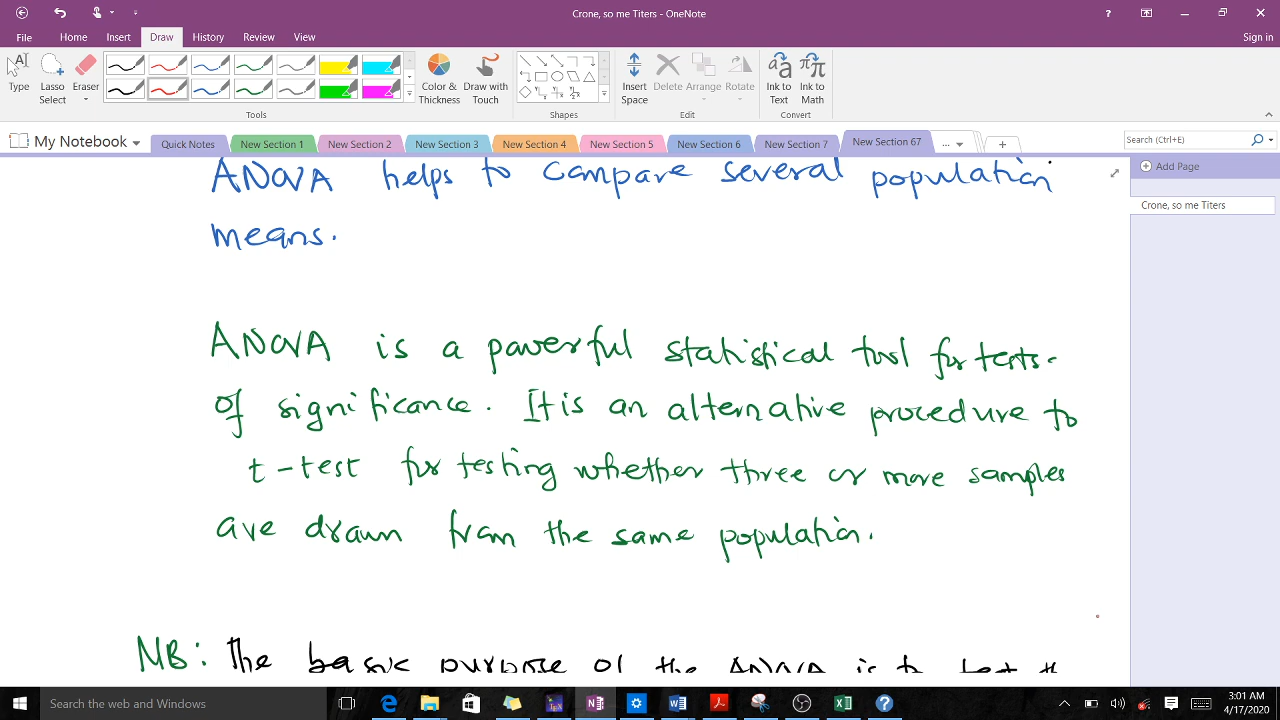 Crone, so me Titers - OneNote
File Home Insert Draw History Review View Sign in
Type Lasso Select Eraser Color & Thickness Draw with Touch Insert Space Delete Arrange Rotate Ink to Text Ink to Math
Tools Shapes Edit Convert
My Notebook Quick Notes New Section 1 New Section 2 New Section 3 New Section 4 New Section 5 New Section 6 New Section 7 New Section 67 ... Search (Ctrl+E)
Add Page
Crone, so me Titers
ANOVA helps to compare several population
means.
ANOVA is a powerful statistical tool for tests
of significance. It is an alternative procedure to
t-test for testing whether three or more samples
are drawn from the same population.
NB: The basic purpose of the ANOVA is to test th
Search the web and Windows
3:01 AM
4/17/2020